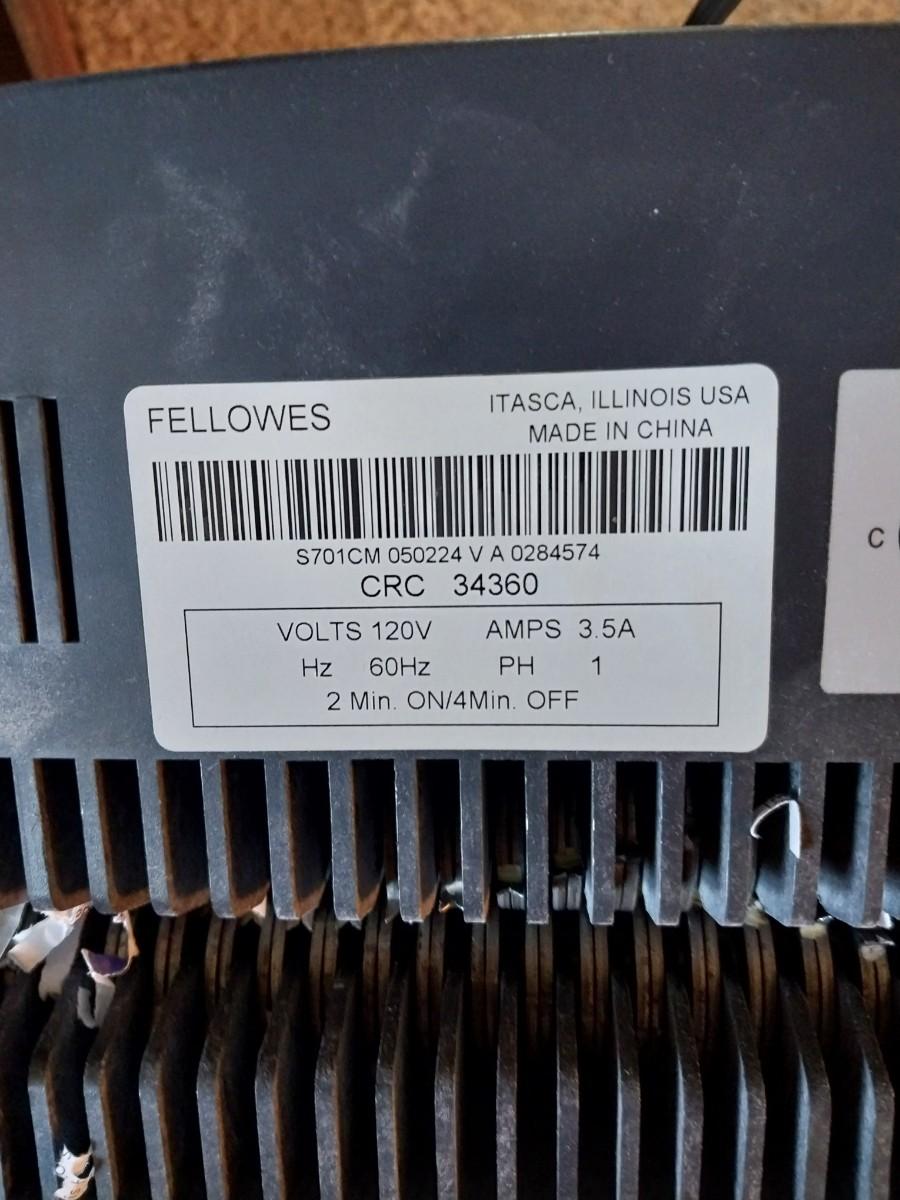 FELLOWES
ITASCA, ILLINOIS USA
MADE IN CHINA
S701CM 050224 V A 0284574
CRC 34360
VOLTS 120V AMPS 3.5A
Hz 60Hz PH 1
2 Min. ON/4Min. OFF
C